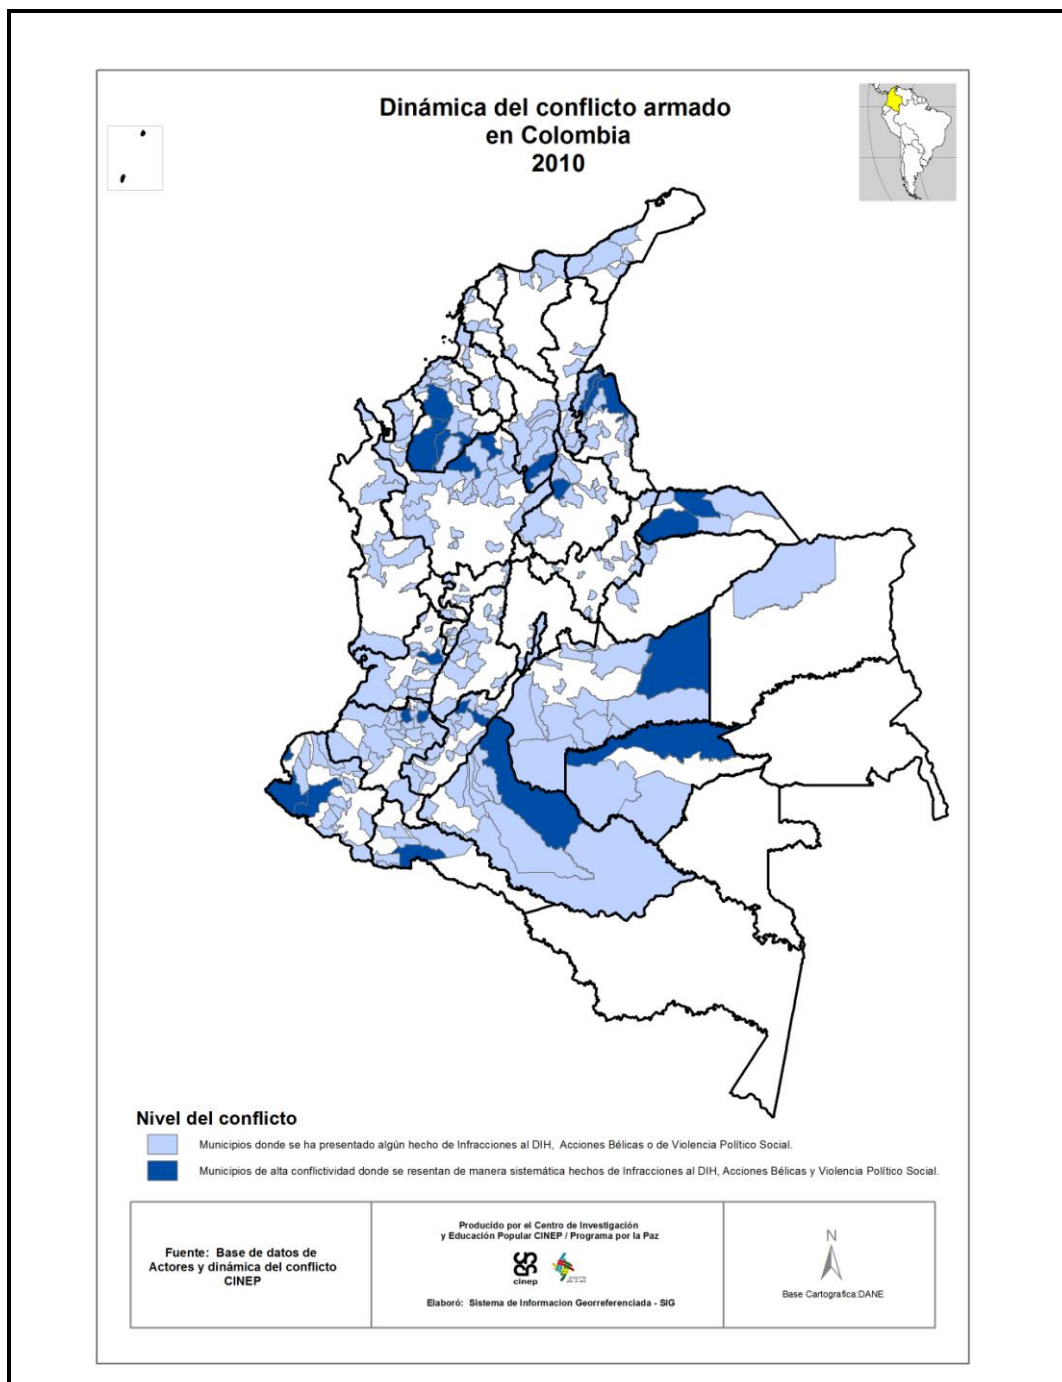 Dinámica del conflicto armado
en Colombia
2010
Nivel del conflicto
Municipios donde se ha presentado algún hecho de Infracciones al DIH, Acciones Bélicas o de Violencia Político Social.
Municipios de alta conflictividad donde se resentan de manera sistemática hechos de Infracciones al DIH, Acciones Bélicas y Violencia Político Social.
Fuente: Base de datos de
Actores y dinámica del conflicto
CINEP
Producido por el Centro de Investigación
y Educación Popular CINEP / Programa por la Paz
cinep
Elaboró: Sistema de Informacion Georreferenciada - SIG
N
Base Cartografica:DANE